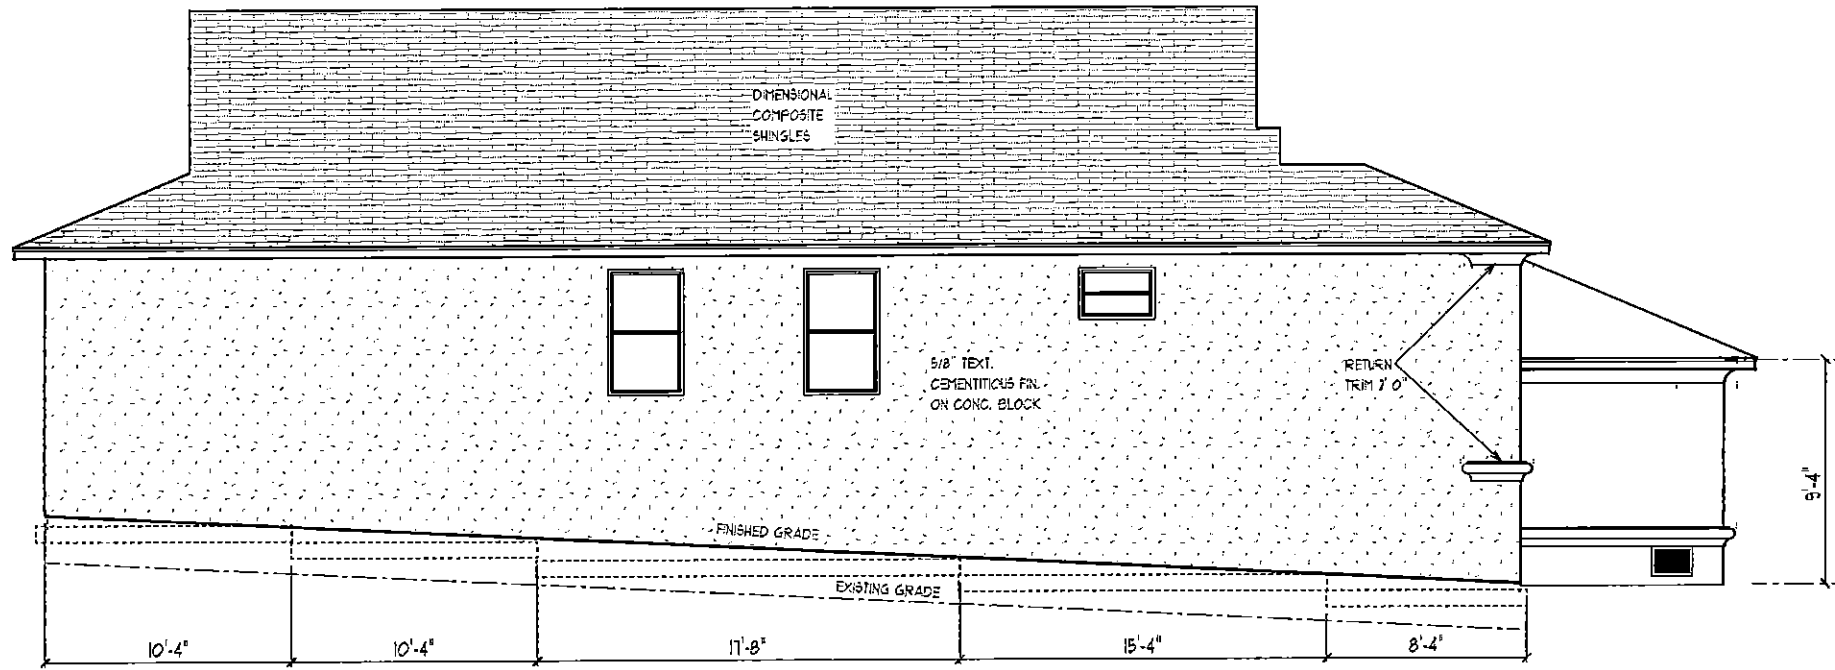 DIMENSIONAL
COMPOSITE
SHINGLES
5/8" TEXT.
CEMENTITIOUS FIN.
ON CONC. BLOCK
RETURN
TRIM 2' 0"
9'-4"
FINISHED GRADE
EXISTING GRADE
10'-4" 10'-4" 17'-8" 15'-4" 8'-4"